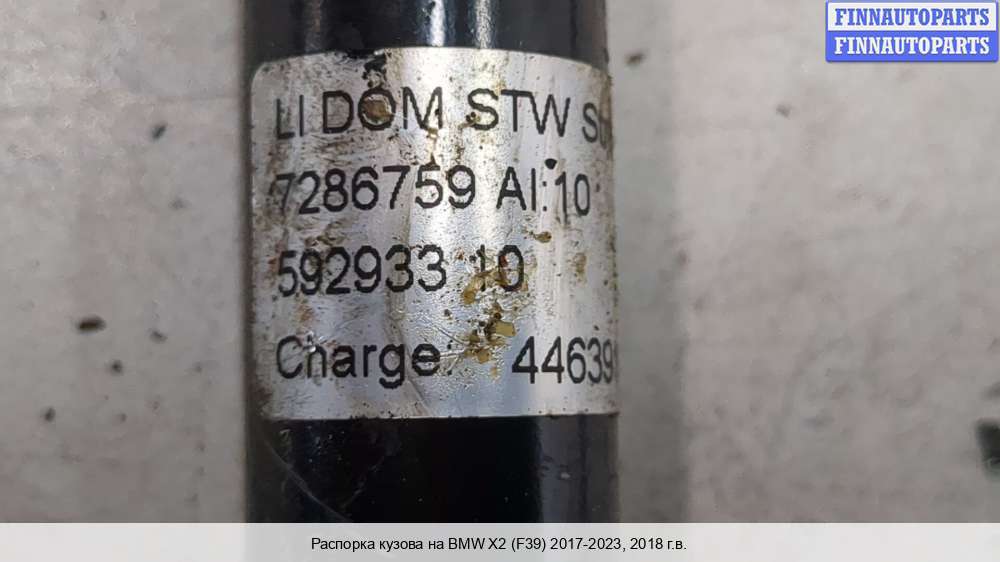 FINNAUTOPARTS
FINNAUTOPARTS
LI DOM STW
7286759 AI:10
592933 10
Charge: 44639
Распорка кузова на BMW X2 (F39) 2017-2023, 2018 г.в.